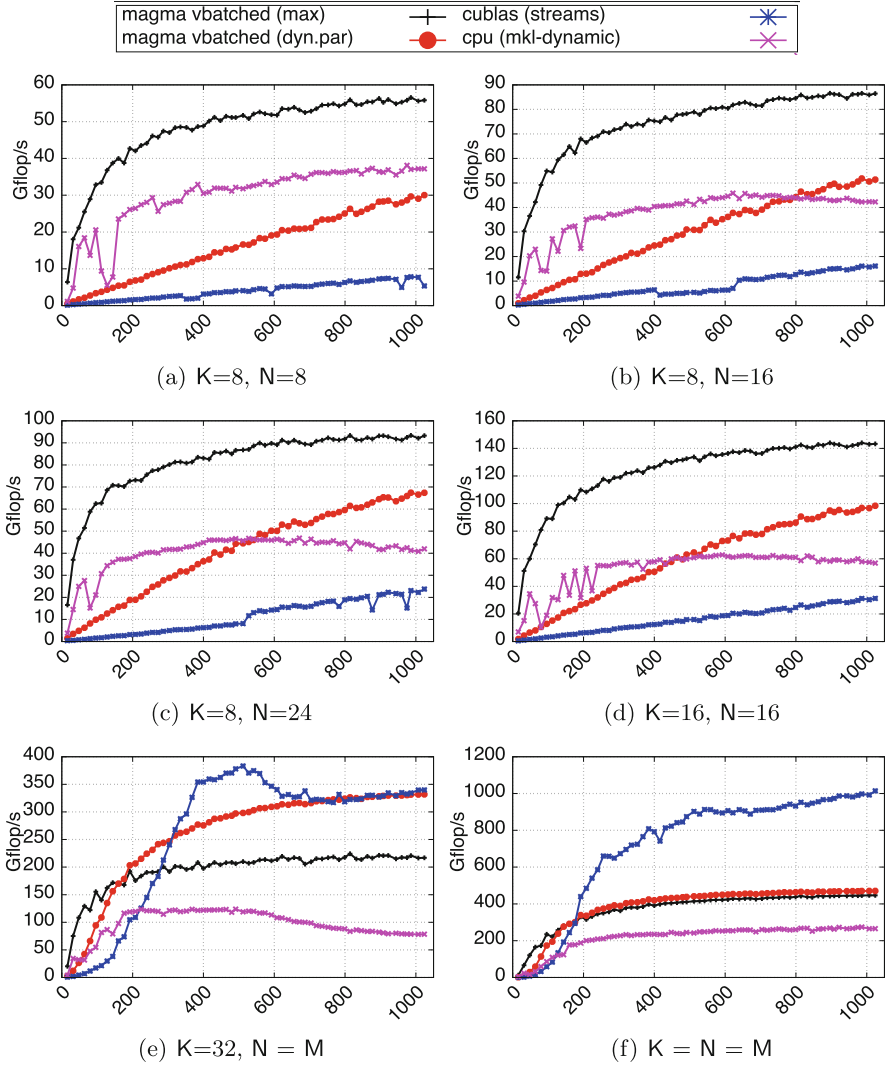 magma vbatched (max) cublas (streams)
magma vbatched (dyn.par) cpu (mkl-dynamic)
60
50
40
30
20
10
0
Gflop/s
0 200 400 600 800 1000
(a) K=8, N=8
90
80
70
60
50
40
30
20
10
0
Gflop/s
0 200 400 600 800 1000
(b) K=8, N=16
100
90
80
70
60
50
40
30
20
10
0
Gflop/s
0 200 400 600 800 1000
(c) K=8, N=24
160
140
120
100
80
60
40
20
0
Gflop/s
0 200 400 600 800 1000
(d) K=16, N=16
400
350
300
250
200
150
100
50
0
Gflop/s
0 200 400 600 800 1000
(e) K=32, N = M
1200
1000
800
600
400
200
0
Gflop/s
0 200 400 600 800 1000
(f) K = N = M